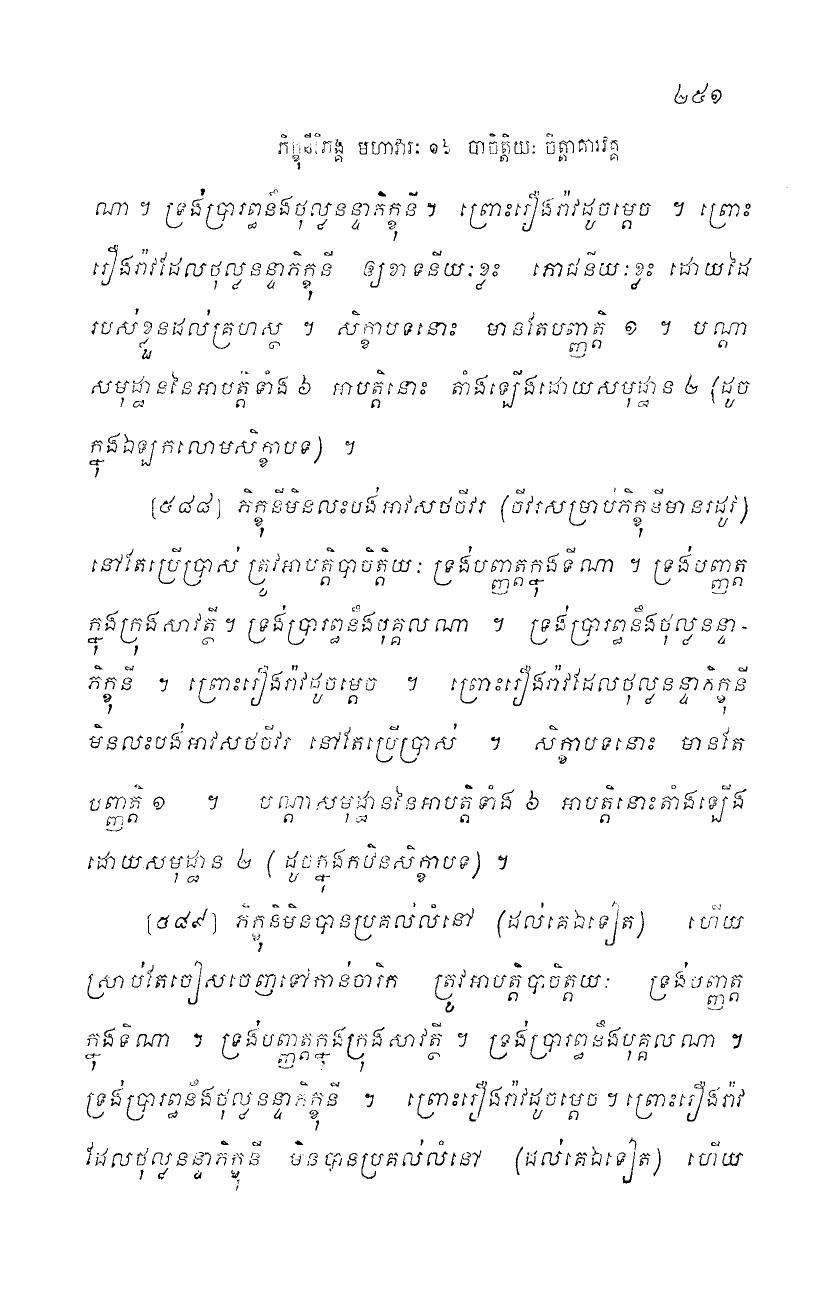 ២៥១
ភិក្ខុនីវិភង្គ មហាវារៈ ១៦ បាចិត្តិយៈ ចិត្តាគារវគ្គ
ណា ។ ទ្រង់ប្រារព្ធនឹងថុល្លនន្ទាភិក្ខុនី ។ ព្រោះរឿងរ៉ាវដូចម្តេច ។ ព្រោះ
រឿងរ៉ាវដែលថុល្លនន្ទាភិក្ខុនី ឲ្យខាទនីយៈខ្លះ ភោជនីយៈខ្លះ ដោយដៃ
របស់ខ្លួនដល់គ្រហស្ថ ។ សិក្ខាបទនោះ មានតែបញ្ញត្តិ ១ ។ បណ្តា
សមុដ្ឋាននៃអាបត្តិទាំង ៦ អាបត្តិនោះ តាំងឡើងដោយសមុដ្ឋាន ២ (ដូច
ក្នុងឯឡកលោមសិក្ខាបទ) ។
[៥៨៨] ភិក្ខុនីមិនលះបង់អាវសថចីវរ (ចីវរសម្រាប់ភិក្ខុនីមានរដូវ)
នៅតែប្រើប្រាស់ ត្រូវអាបត្តិបាចិត្តិយៈ ទ្រង់បញ្ញត្តក្នុងទីណា ។ ទ្រង់បញ្ញត្ត
ក្នុងក្រុងសាវត្ថី ។ ទ្រង់ប្រារព្ធនឹងបុគ្គលណា ។ ទ្រង់ប្រារព្ធនឹងថុល្លនន្ទា-
ភិក្ខុនី ។ ព្រោះរឿងរ៉ាវដូចម្តេច ។ ព្រោះរឿងរ៉ាវដែលថុល្លនន្ទាភិក្ខុនី
មិនលះបង់អាវសថចីវរ នៅតែប្រើប្រាស់ ។ សិក្ខាបទនោះ មានតែ
បញ្ញត្តិ ១ ។ បណ្តាសមុដ្ឋាននៃអាបត្តិទាំង ៦ អាបត្តិនោះតាំងឡើង
ដោយសមុដ្ឋាន ២ ( ដូចក្នុងកឋិនសិក្ខាបទ) ។
[៥៨៩] ភិក្ខុនីមិនបានប្រគល់លំនៅ (ដល់គេឯទៀត) ហើយ
ស្រាប់តែចៀសចេញទៅកាន់ចារិក ត្រូវអាបត្តិបាចិត្តិយៈ ទ្រង់បញ្ញត្ត
ក្នុងទីណា ។ ទ្រង់បញ្ញត្តក្នុងក្រុងសាវត្ថី ។ ទ្រង់ប្រារព្ធនឹងបុគ្គលណា ។
ទ្រង់ប្រារព្ធនឹងថុល្លនន្ទាភិក្ខុនី ។ ព្រោះរឿងរ៉ាវដូចម្តេច ។ ព្រោះរឿងរ៉ាវ
ដែលថុល្លនន្ទាភិក្ខុនី មិនបានប្រគល់លំនៅ (ដល់គេឯទៀត) ហើយ